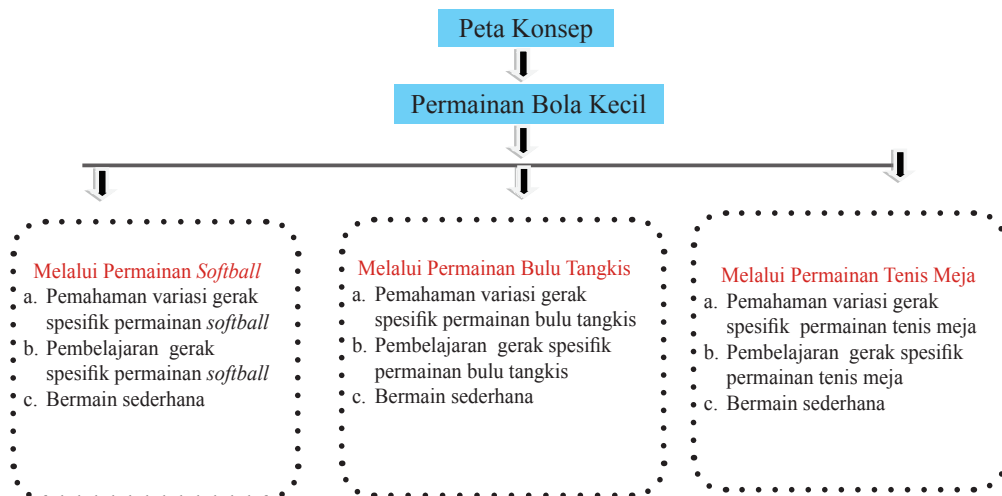 Peta Konsep
Permainan Bola Kecil
Melalui Permainan Softball
a. Pemahaman variasi gerak
spesifik permainan softball
b. Pembelajaran gerak
spesifik permainan softball
c. Bermain sederhana
Melalui Permainan Bulu Tangkis
a. Pemahaman variasi gerak
spesifik permainan bulu tangkis
b. Pembelajaran gerak spesifik
permainan bulu tangkis
c. Bermain sederhana
Melalui Permainan Tenis Meja
a. Pemahaman variasi gerak
spesifik permainan tenis meja
b. Pembelajaran gerak spesifik
permainan tenis meja
c. Bermain sederhana